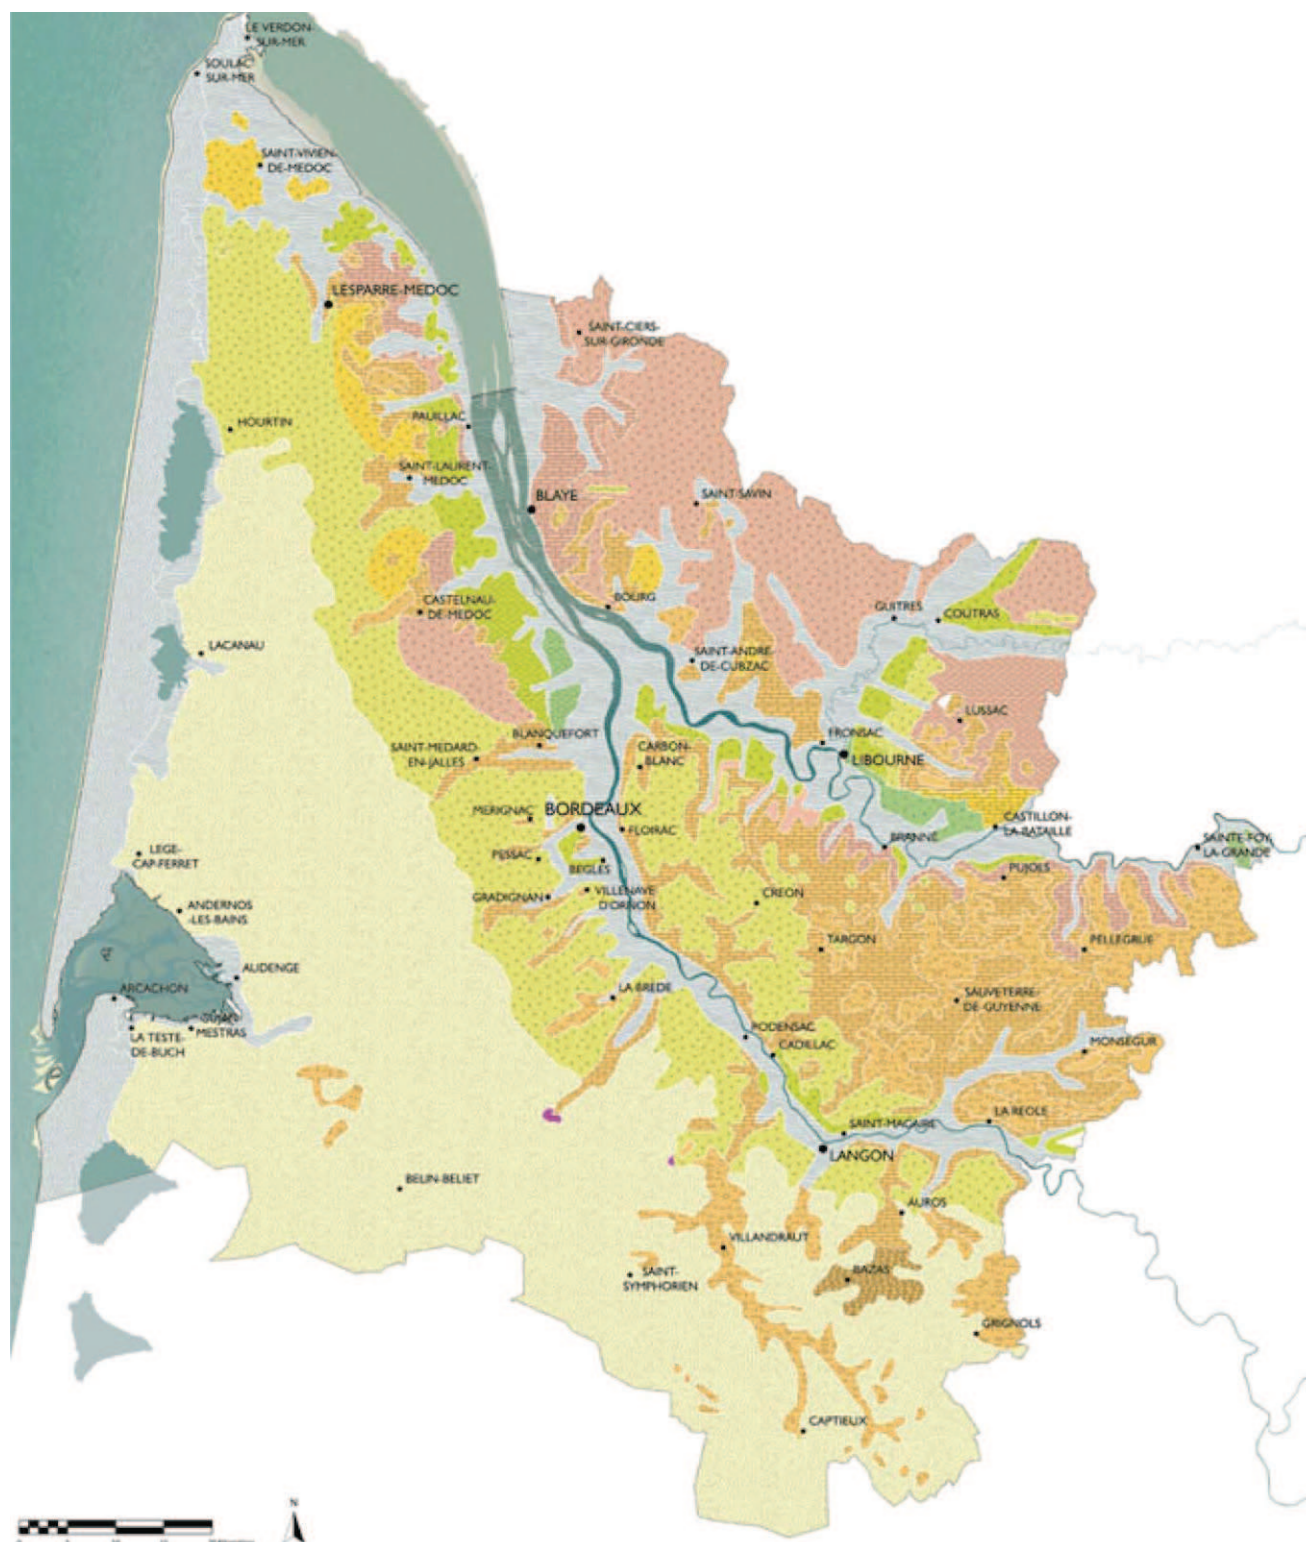 LE VERDON-
SUR-MER
SOULAC
SUR-MER
SAINT-VIVIEN-
DE-MEDOC
LESPARRE-MEDOC
SAINT-CIERS-
SUR-GIRONDE
HOURTIN
PAUILLAC
SAINT-LAURENT-
MEDOC
BLAYE
SAINT-SAVIN
CASTELNAU-
DE-MEDOC
BOURG
GUITRES
COUTRAS
LACANAU
SAINT-ANDRE-
DE-CUBZAC
LUSSAC
BLANQUEFORT
SAINT-MEDARD-
EN-JALLES
CARBON-
BLANC
FRONSAC
LIBOURNE
MERIGNAC
BORDEAUX
FLOIRAC
CASTILLON-
LA-BATAILLE
BRANNE
SAINTE-FOY-
LA-GRANDE
LEGE-
CAP-FERRET
PESSAC
BEGLES
PUJOLS
GRADIGNAN
VILLENAVE
D'ORNON
CREON
ANDERNOS
-LES-BAINS
TARGON
PELLEGRUE
AUDENGE
ARCACHON
LA BREDE
SAUVETERRE-
DE-GUYENNE
GUJAN-
MESTRAS
LA TESTE-
DE-BUCH
PODENSAC
CADILLAC
MONSEGUR
LA REOLE
SAINT-MACAIRE
LANGON
BELIN-BELIET
AUROS
VILLANDRAUT
BAZAS
SAINT-
SYMPHORIEN
GRIGNOLS
CAPTIEUX
N